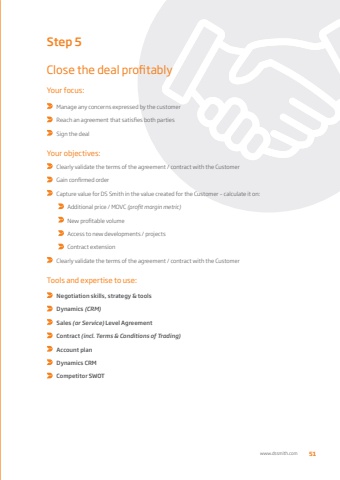 Step 5
Close the deal profitably
Your focus:
Manage any concerns expressed by the customer
Reach an agreement that satisfies both parties
Sign the deal
Your objectives:
Clearly validate the terms of the agreement / contract with the Customer
Gain confirmed order
Capture value for DS Smith in the value created for the Customer – calculate it on:
Additional price / MOVC (profit margin metric)
New profitable volume
Access to new developments / projects
Contract extension
Clearly validate the terms of the agreement / contract with the Customer
Tools and expertise to use:
Negotiation skills, strategy & tools
Dynamics (CRM)
Sales (or Service) Level Agreement
Contract (incl. Terms & Conditions of Trading)
Account plan
Dynamics CRM
Competitor SWOT
www.dssmith.com 51